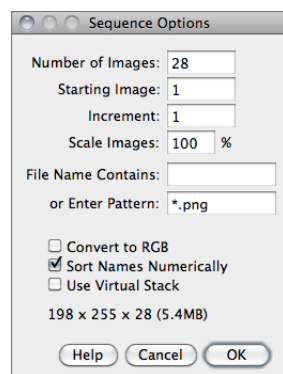 Sequence Options
Number of Images: 28
Starting Image: 1
Increment: 1
Scale Images: 100 %
File Name Contains:
or Enter Pattern: *.png
Convert to RGB
Sort Names Numerically
Use Virtual Stack
198 x 255 x 28 (5.4MB)
Help Cancel OK